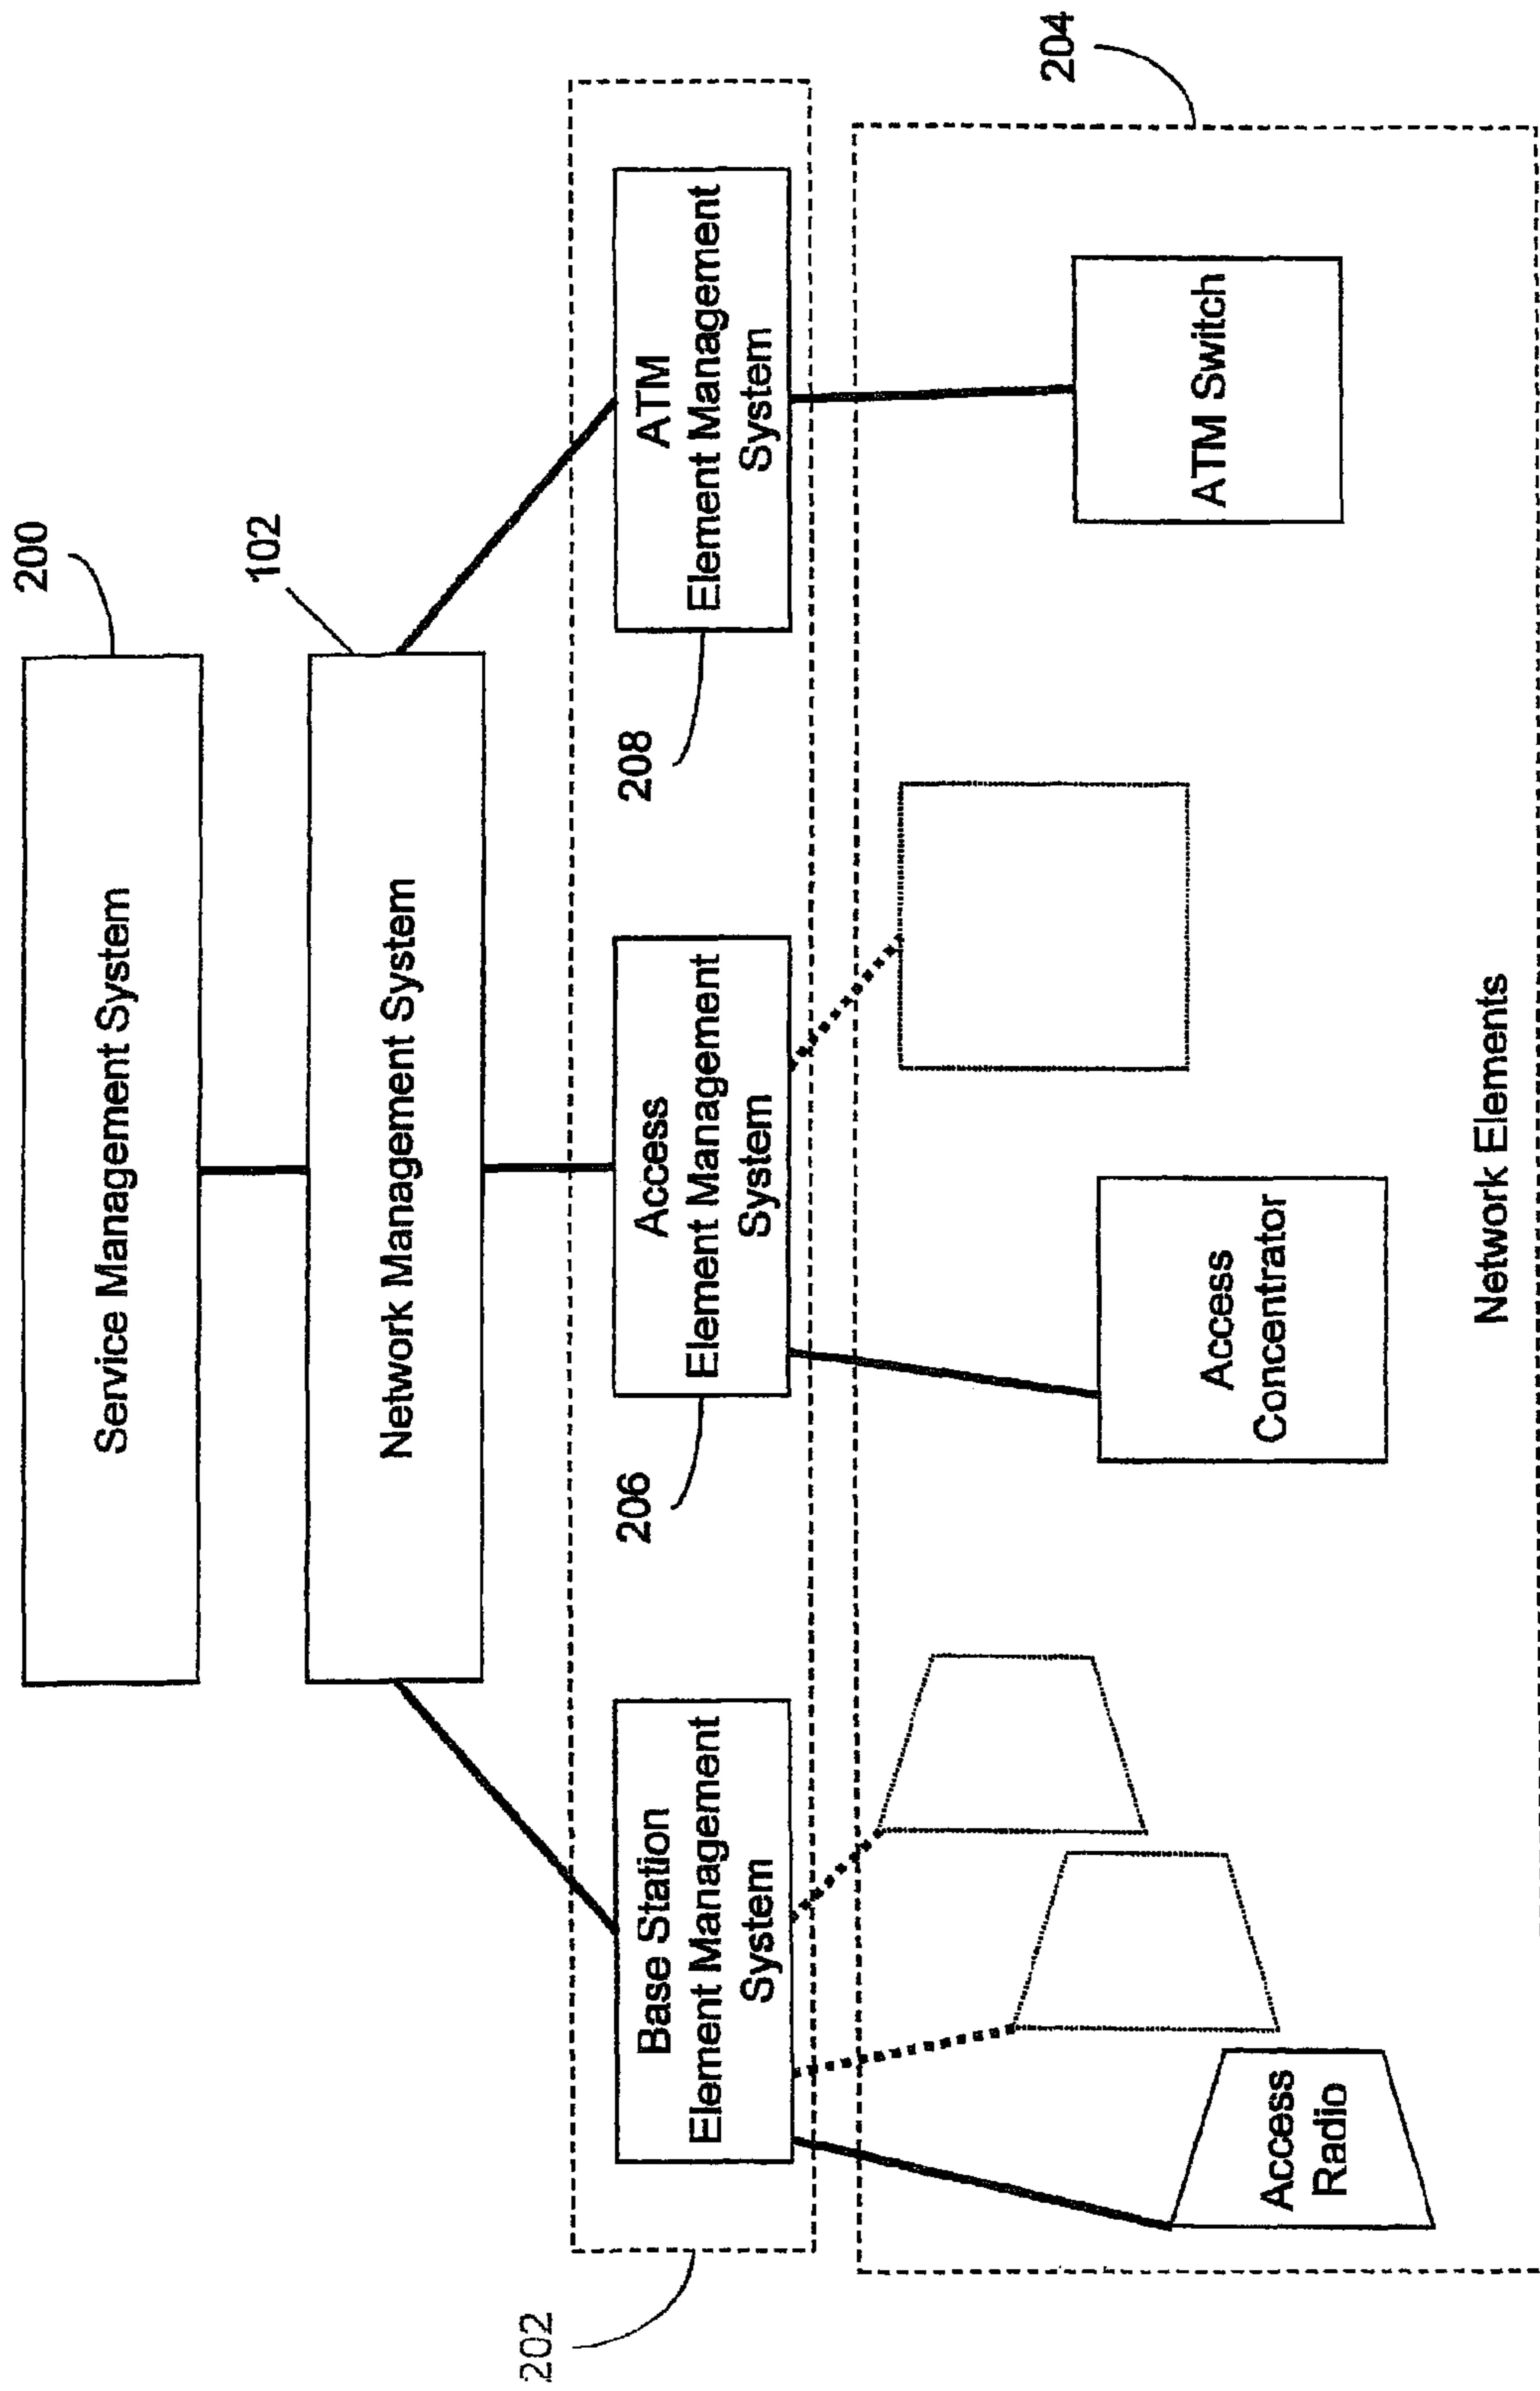 200
Service Management System
102
Network Management System
202
Base Station
Element Management
System
206
Access
Element Management
System
208
ATM
Element Management
System
204
Access
Radio
Access
Concentrator
ATM Switch
Network Elements